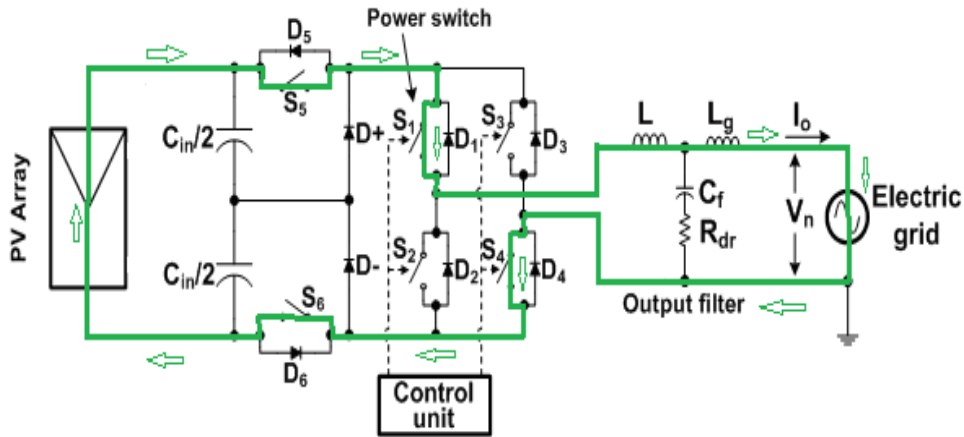 Power switch
D5
S5
PV Array
Cin/2
Cin/2
D+
D-
S1
D1
S3
D3
S2
D2
S4
D4
S6
D6
Control
unit
L
Lg
Io
Cf
Rdr
Vn
Electric
grid
Output filter